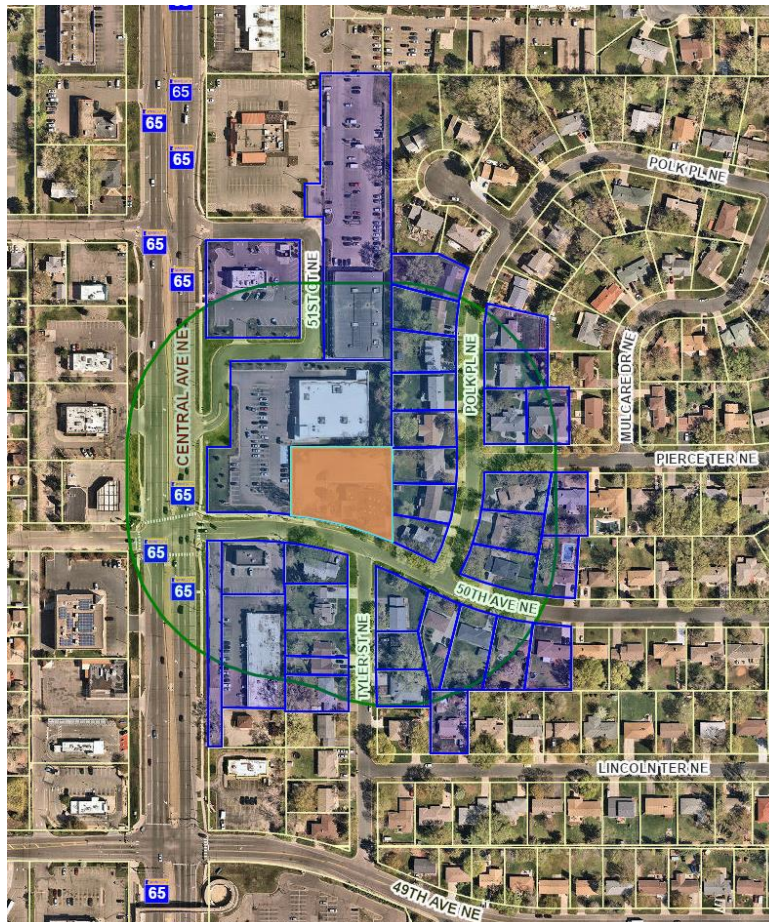 65
65
65
65
POLK PL NE
65
65
51ST CT NE
CENTRAL AVE NE
POLK PL NE
MULCARE DR NE
PIERCE TER NE
65
65
65
50TH AVE NE
TYLER ST NE
LINCOLN TER NE
65
49TH AVE NE